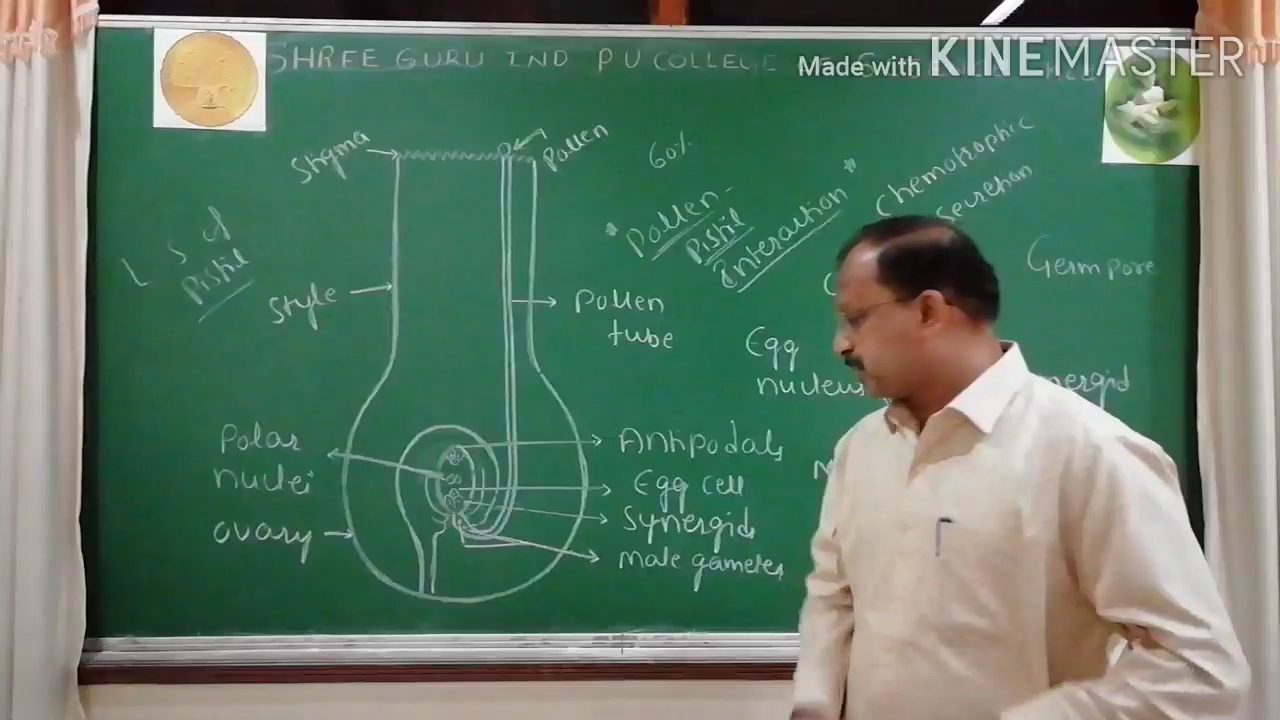 SHREE GURU IND PU COLLEGE
Made with KINEMASTER
Stigma
Pollen
60%
Chemotrophic
secretion
"Pollen-
Pistil
Interaction"
L S of
Pistil
Germ pore
Style
Pollen
tube
Egg
nucleus
Polar
nuclei
Antipodals
Egg cell
Synergids
ovary
Male gametes